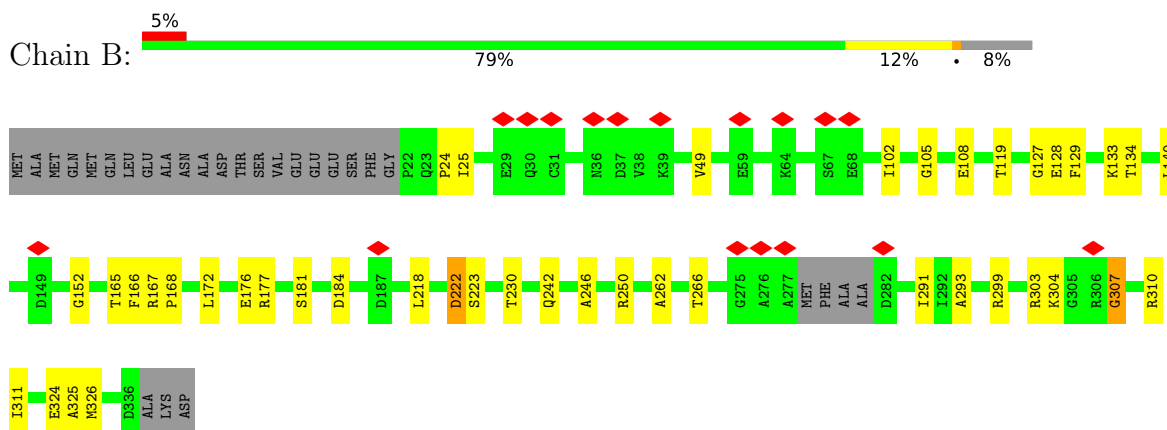 5%
Chain B:
79% 12% • 8%
MET ALA MET GLN MET GLN LEU GLU ALA ASN ALA ASP THR SER VAL GLU GLU GLU SER PHE GLY P22 Q23 P24 I25 E29 Q30 C31 N36 D37 V38 K39 V49 E59 K64 S67 E68 I102 G105 E108 T119 G127 E128 F129 K133 T134
D149 G152 T165 F166 R167 P168 L172 E176 R177 S181 D184 D187 L218 D222 S223 T230 Q242 A246 R250 A262 T266 G275 A276 A277 MET PHE ALA ALA D282 I291 I292 A293 R299 R303 K304 G305 R306 G307 R310
I311 E324 A325 M326 D336 ALA LYS ASP